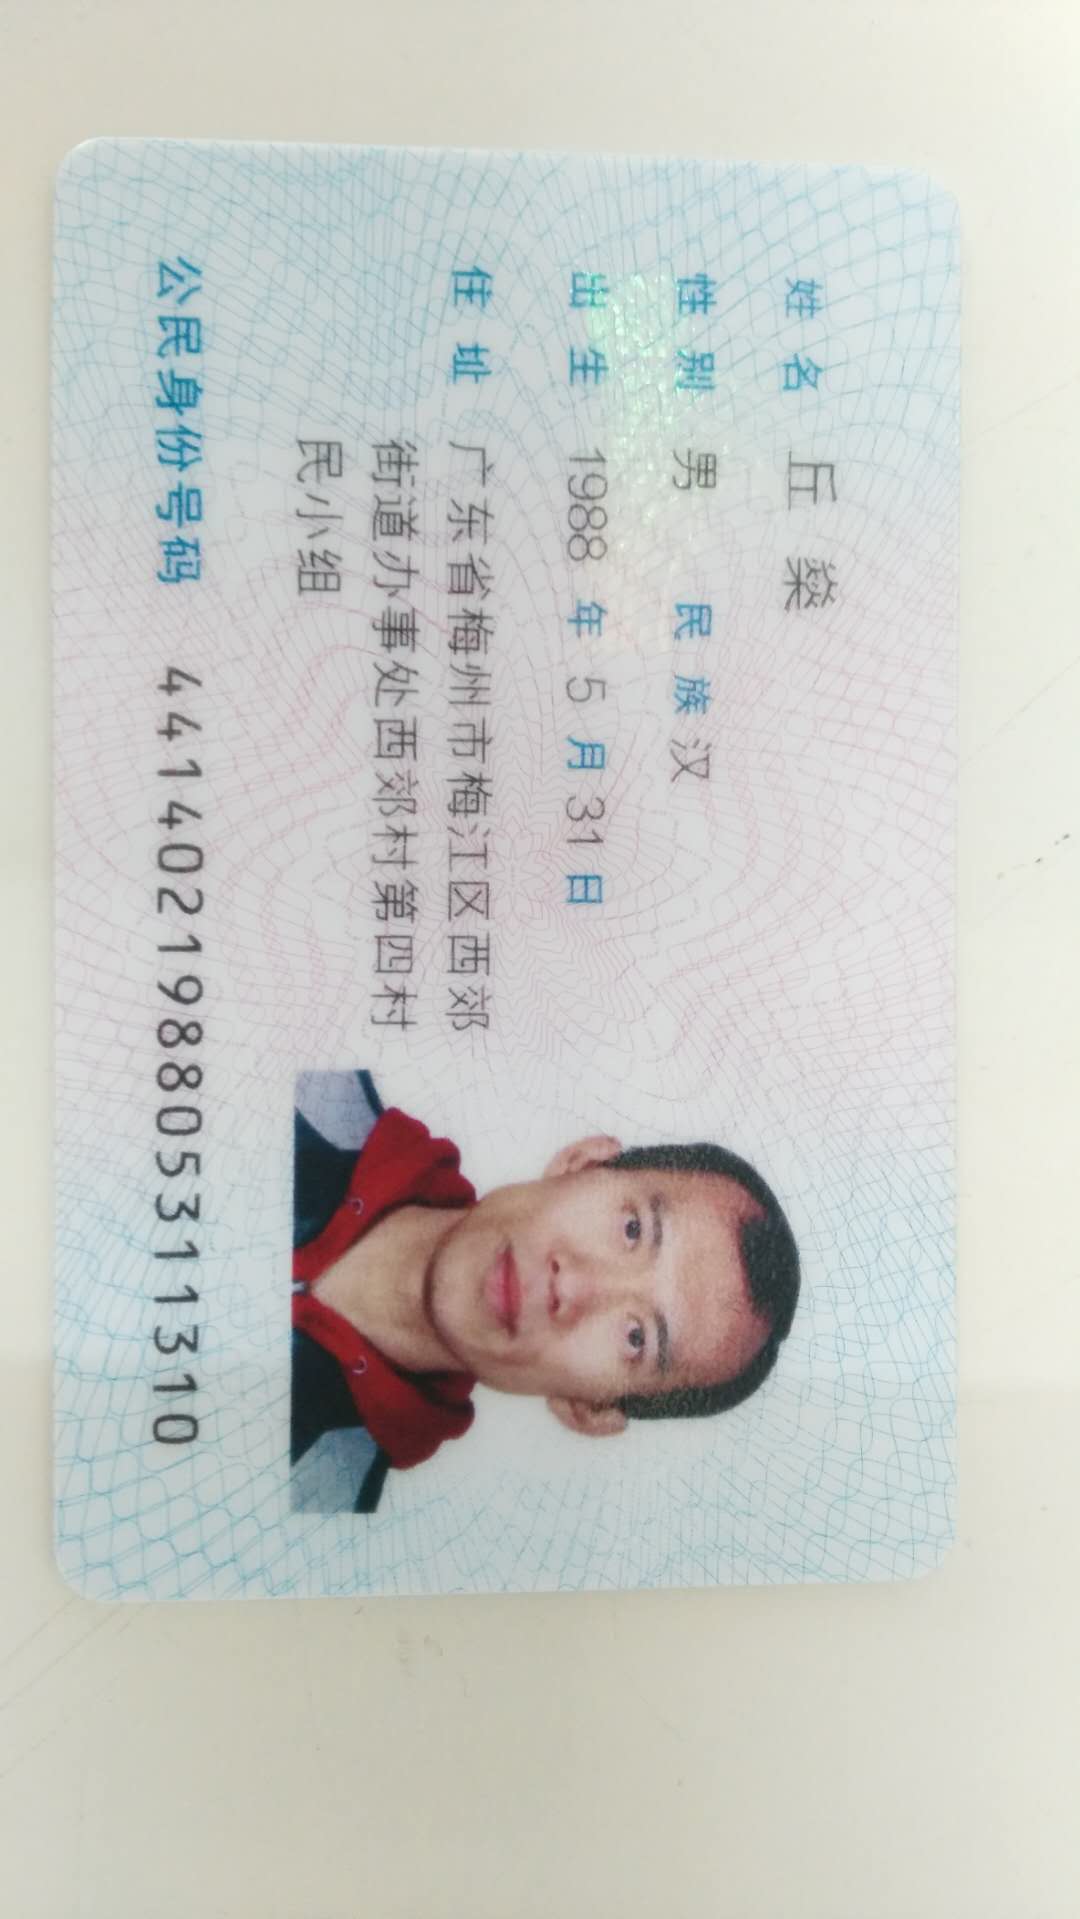 姓名 丘燊
性别 男 民族 汉
出生 1988 年 5 月 31 日
住址 广东省梅州市梅江区西郊
街道办事处西郊村第四村
民小组
公民身份号码 441402198805311310